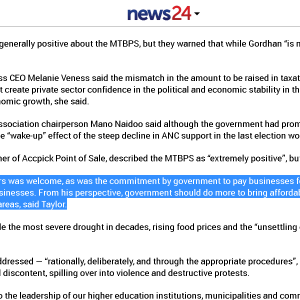 news24
generally positive about the MTBPS, but they warned that while Gordhan "is
ss CEO Melanie Veness said the mismatch in the amount to be raised in taxat
t create private sector confidence in the political and economic stability in th
nomic growth, she said.
ssociation chairperson Mano Naidoo said although the government had prom
e "wake-up" effect of the steep decline in ANC support in the last election wo
ner of Accpick Point of Sale, described the MTBPS as "extremely positive", bu
rs was welcome, as was the commitment by government to pay businesses f
sinesses. From his perspective, government should do more to bring affordal
areas, said Taylor.
de the most severe drought in decades, rising food prices and the "unsettling
ddressed — "rationally, deliberately, and through the appropriate procedures",
l discontent, spilling over into violence and destructive protests.
o the leadership of our higher education institutions, municipalities and comm